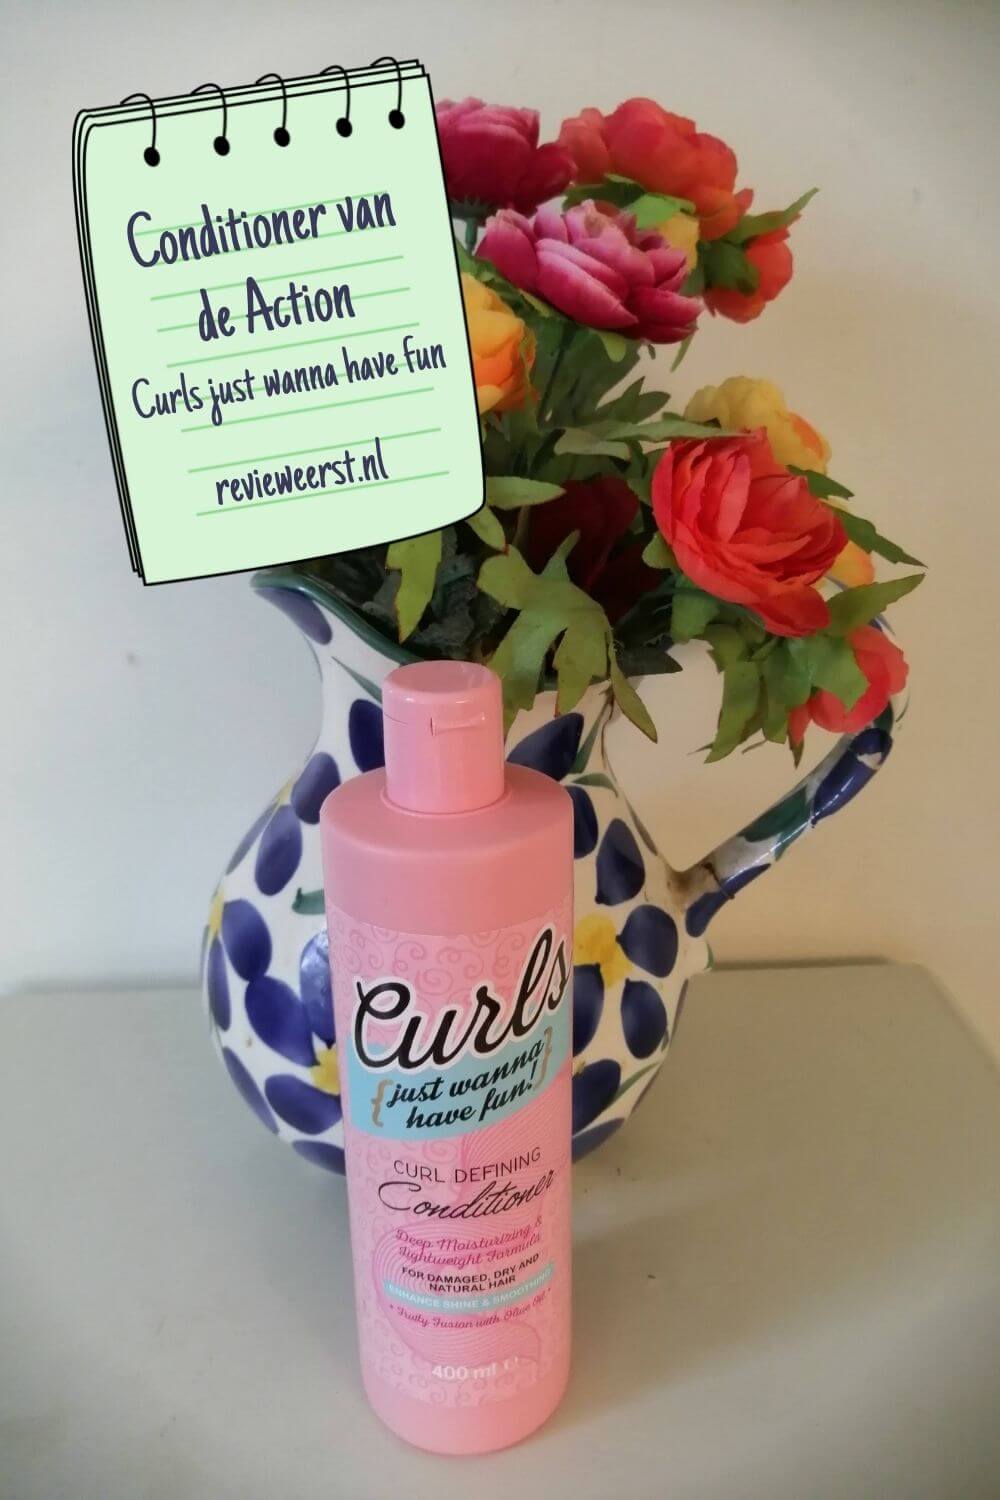 Conditioner van
de Action
Curls just wanna have fun
revieweerst.nl
Curls
{just wanna
have fun!}
CURL DEFINING
Conditioner
Deep Moisturizing &
Lightweight Formula
FOR DAMAGED, DRY AND
NATURAL HAIR
ENHANCE SHINE & SMOOTHING
* Fruity Fusion with Olive Oil *
400 ml ℮